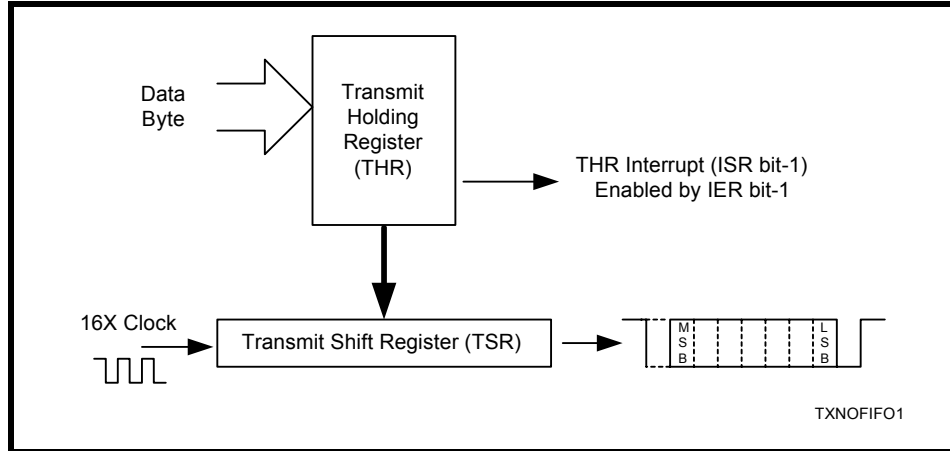 Data
Byte
Transmit
Holding
Register
(THR)
THR Interrupt (ISR bit-1)
Enabled by IER bit-1
16X Clock
Transmit Shift Register (TSR)
M
S
B
L
S
B
TXNOFIFO1